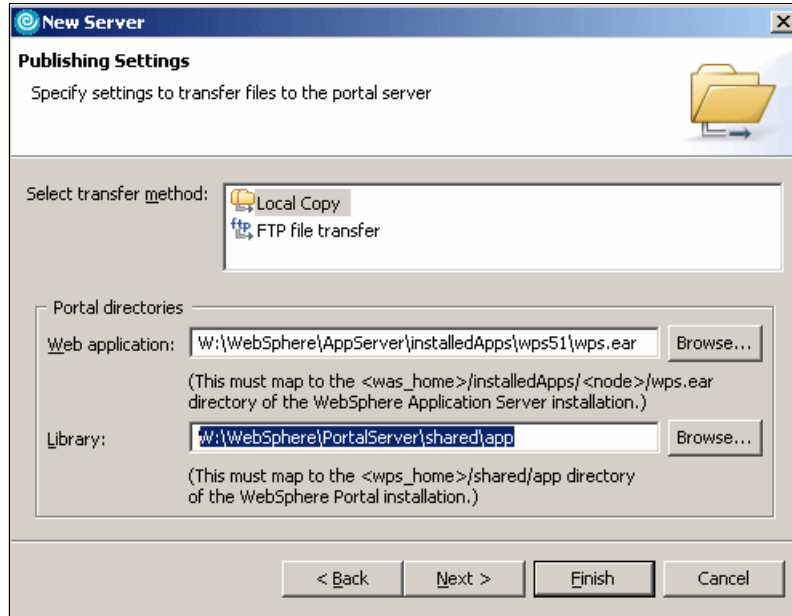 New Server
Publishing Settings
Specify settings to transfer files to the portal server
Select transfer method:
Local Copy
ftp FTP file transfer
Portal directories
Web application: W:\WebSphere\AppServer\installedApps\wps51\wps.ear Browse...
(This must map to the <was_home>/installedApps/<node>/wps.ear
directory of the WebSphere Application Server installation.)
Library: W:\WebSphere\PortalServer\shared\app Browse...
(This must map to the <wps_home>/shared/app directory
of the WebSphere Portal installation.)
< Back Next > Finish Cancel